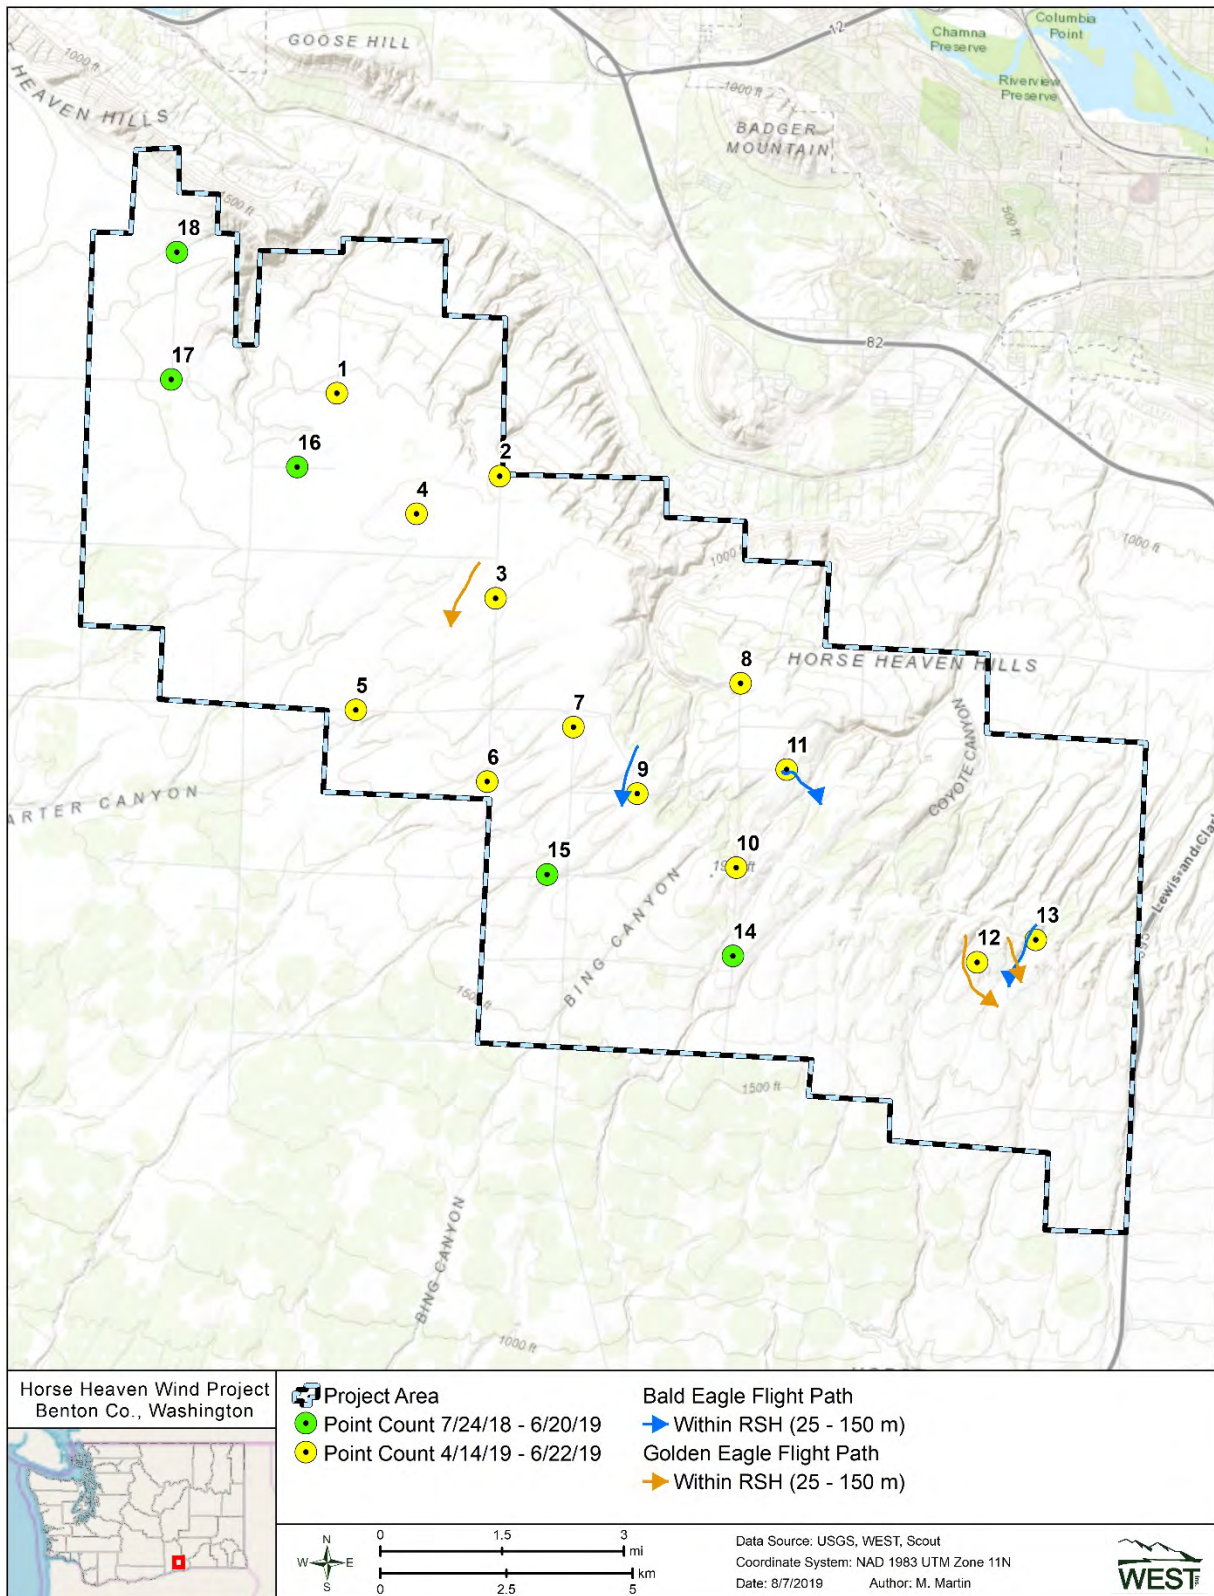 GOOSE HILL
1000 ft
HEAVEN HILLS
12
Columbia
Point
Chamna
Preserve
Riverview
Preserve
1000 ft
BADGER
MOUNTAIN
500 ft
1500 ft
18
17
1
16
82
2
4
1000 ft
1000 ft
3
8
HORSE HEAVEN HILLS
5
7
COYOTE CANYON
11
6
9
ARTER CANYON
15
10
BING CANYON
14
12
13
Lewis and Clark
1500 ft
1500 ft
BING CANYON
1000 ft
Horse Heaven Wind Project
Benton Co., Washington
Project Area
Point Count 7/24/18 - 6/20/19
Point Count 4/14/19 - 6/22/19
Bald Eagle Flight Path
Within RSH (25 - 150 m)
Golden Eagle Flight Path
Within RSH (25 - 150 m)
N
W E
S
0 1.5 3
mi
km
0 2.5 5
Data Source: USGS, WEST, Scout
Coordinate System: NAD 1983 UTM Zone 11N
Date: 8/7/2019 Author: M. Martin
WEST